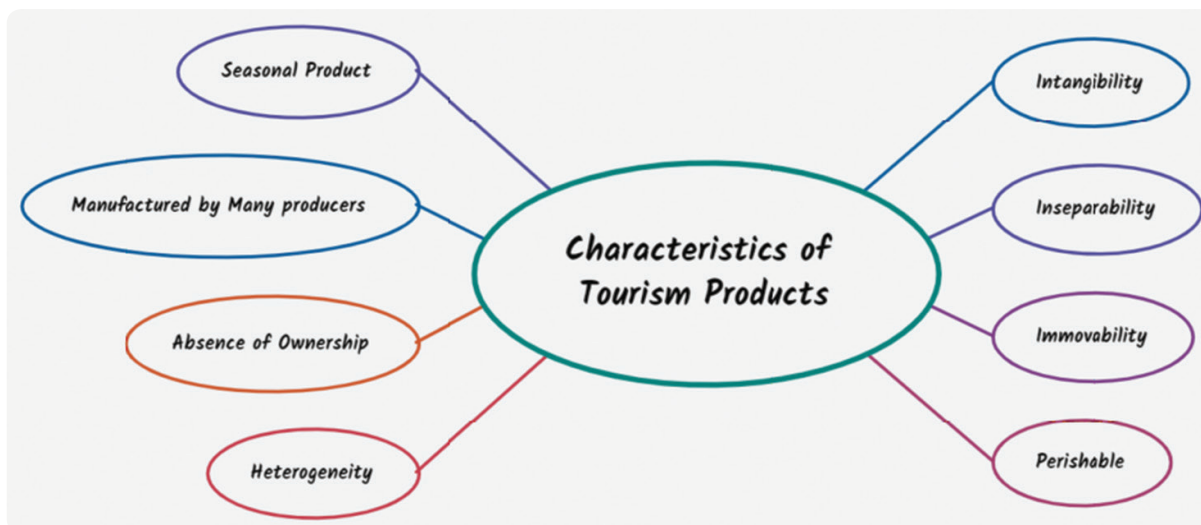 Seasonal Product
Manufactured by Many producers
Absence of Ownership
Heterogeneity
Characteristics of
Tourism Products
Intangibility
Inseparability
Immovability
Perishable